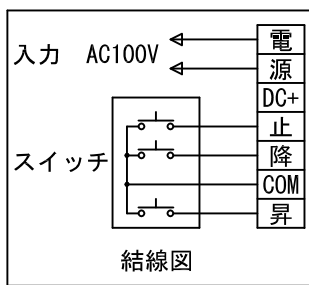 入力 AC100V
電
源
DC+
止
降
COM
昇
スイッチ
結線図